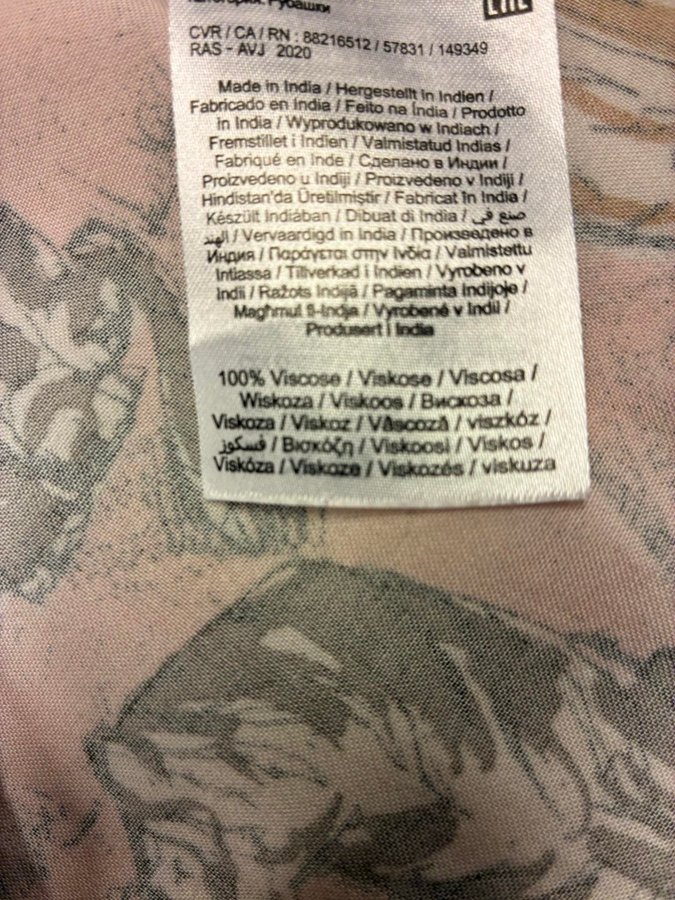 Категория: Рубашки
EAC
CVR / CA / RN : 88216512 / 57831 / 149349
RAS - AVJ 2020
Made in India / Hergestellt in Indien /
Fabricado en India / Feito na Índia / Prodotto
in India / Wyprodukowano w Indiach /
Fremstillet i Indien / Valmistatud Indias /
Fabriqué en Inde / Сделано в Индии /
Proizvedeno u Indiji / Proizvedeno v Indiji /
Hindistan'da Üretilmiştir / Fabricat în India /
Készült Indiában / Dibuat di India / صنع في
الهند / Vervaardigd in India / Произведено в
Индия / Παράγεται στην Ινδία / Valmistettu
Intiassa / Tillverkad i Indien / Vyrobeno v
Indii / Ražots Indijā / Pagaminta Indijoje /
Magħmul fl-Indja / Vyrobené v Indii /
Produsert i India
100% Viscose / Viskose / Viscosa /
Wiskoza / Viskoos / Вискоза /
Viskoza / Viskoz / Vâscoză / viszkóz /
فسكوز / Βισκόζη / Viskoosi / Viskos /
Viskóza / Viskoze / Viskozės / viskuza